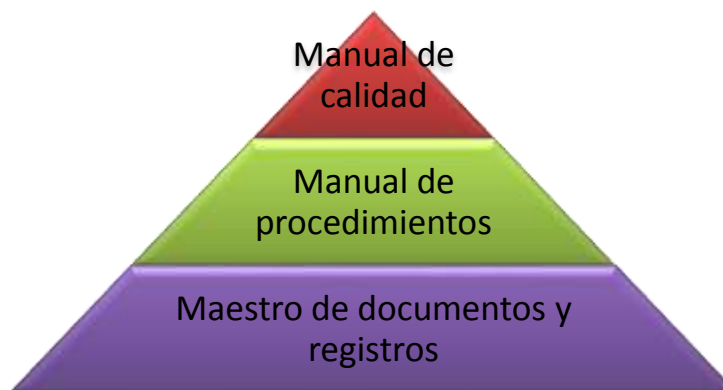 Manual de
calidad
Manual de
procedimientos
Maestro de documentos y
registros